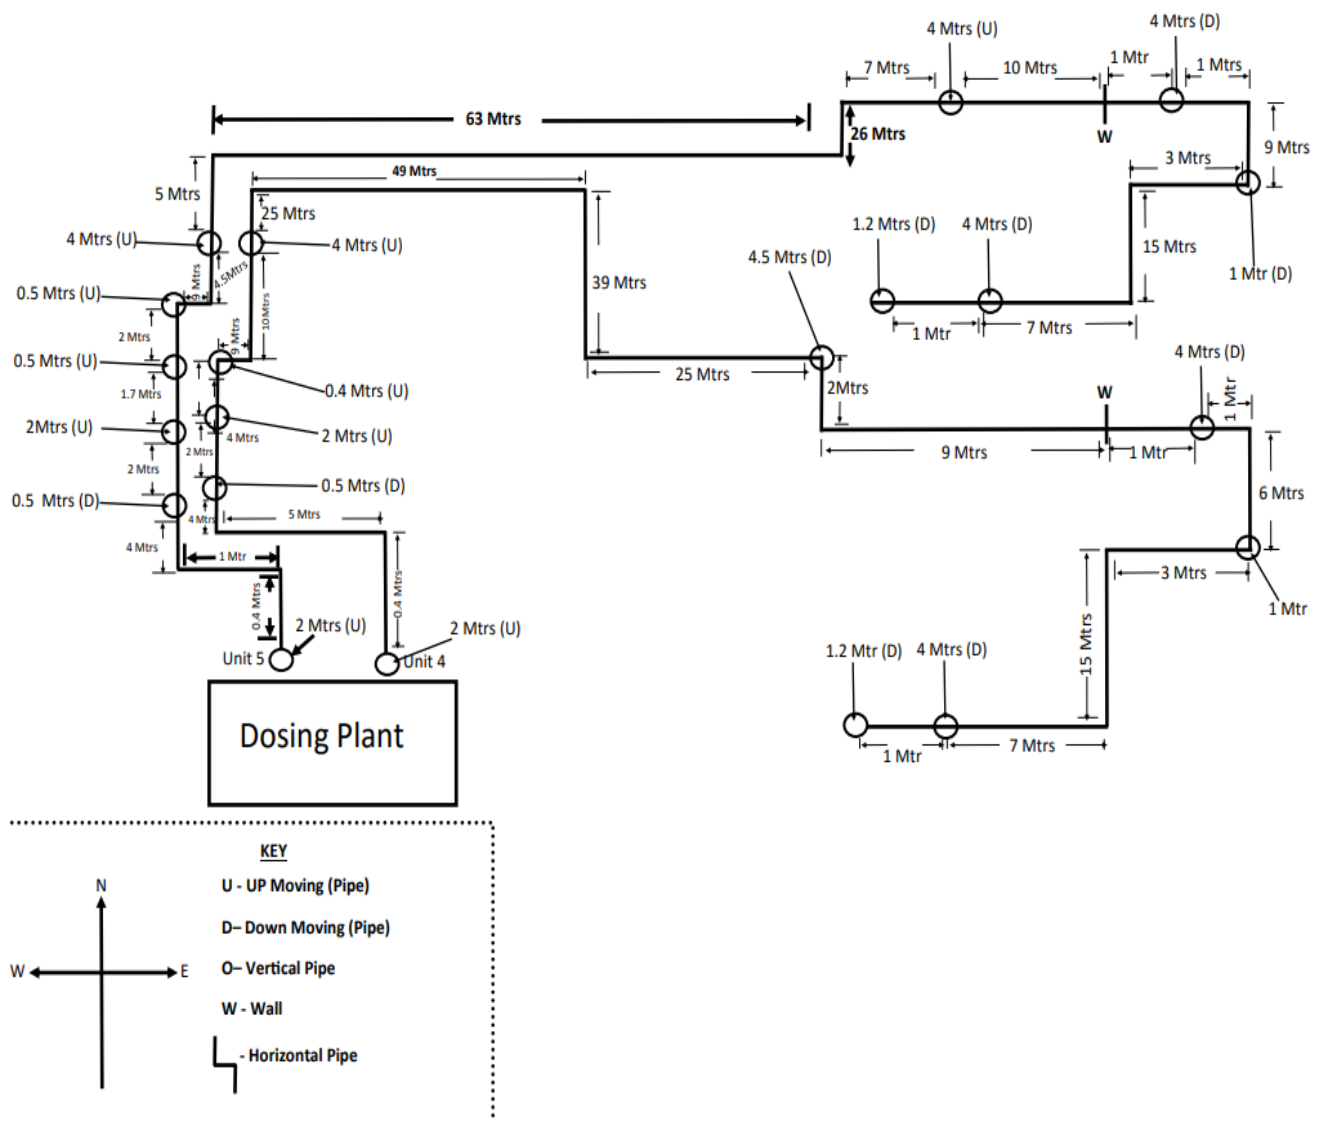 4 Mtrs (U)
4 Mtrs (D)
7 Mtrs
10 Mtrs
1 Mtr
1 Mtrs
63 Mtrs
26 Mtrs
W
9 Mtrs
3 Mtrs
49 Mtrs
5 Mtrs
25 Mtrs
4 Mtrs (U)
4 Mtrs (U)
1.2 Mtrs (D)
4 Mtrs (D)
15 Mtrs
4.5 Mtrs (D)
1 Mtr (D)
9 Mtrs
4.5Mtrs
39 Mtrs
0.5 Mtrs (U)
10Mtrs
1 Mtr
7 Mtrs
2 Mtrs
9 Mtrs
0.5 Mtrs (U)
4 Mtrs (D)
25 Mtrs
2Mtrs
1 Mtr
1.7 Mtrs
0.4 Mtrs (U)
W
2Mtrs (U)
4 Mtrs
2 Mtrs (U)
9 Mtrs
1 Mtr
2 Mtrs
2 Mtrs
0.5 Mtrs (D)
6 Mtrs
0.5 Mtrs (D)
4 Mtrs
5 Mtrs
4 Mtrs
1 Mtr
3 Mtrs
0.4 Mtrs
0.4 Mtrs
1 Mtr
2 Mtrs (U)
2 Mtrs (U)
15 Mtrs
Unit 5
Unit 4
1.2 Mtr (D)
4 Mtrs (D)
Dosing Plant
1 Mtr
7 Mtrs
KEY
N
U - UP Moving (Pipe)
D– Down Moving (Pipe)
W
E
O– Vertical Pipe
W - Wall
- Horizontal Pipe